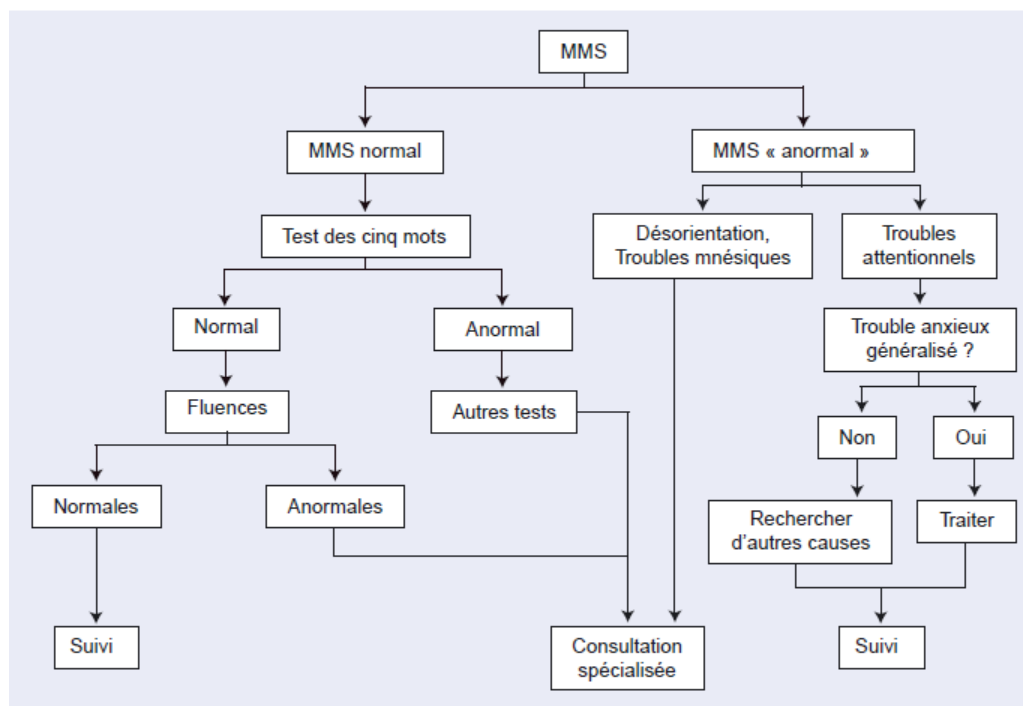 MMS
MMS normal
MMS « anormal »
Test des cinq mots
Désorientation,
Troubles mnésiques
Troubles
attentionnels
Normal
Anormal
Trouble anxieux
généralisé ?
Fluences
Autres tests
Non
Oui
Normales
Anormales
Rechercher
d'autres causes
Traiter
Suivi
Consultation
spécialisée
Suivi